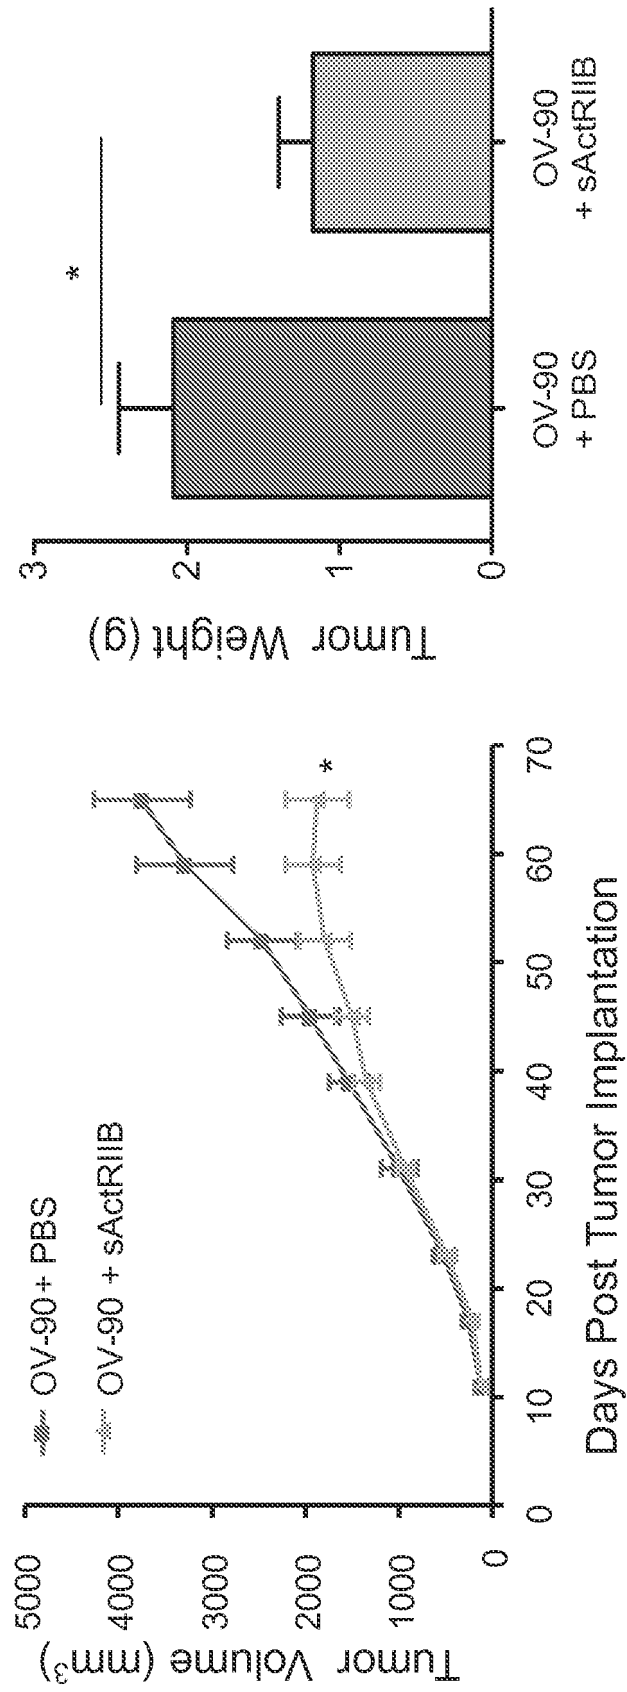 5000
4000
3000
2000
1000
0
Tumor Volume (mm³)
OV-90+ PBS
OV-90 + sActRIIB
*
0 10 20 30 40 50 60 70
Days Post Tumor Implantation
3
2
1
0
Tumor Weight (g)
*
OV-90
+ PBS
OV-90
+ sActRIIB